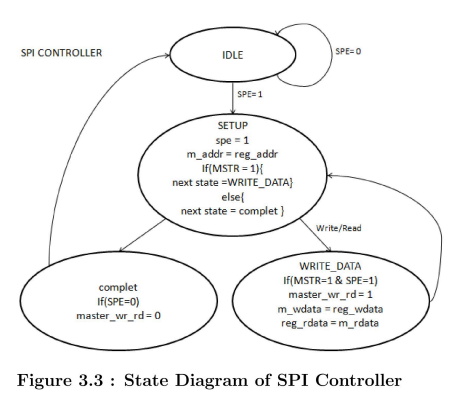 SPI CONTROLLER
IDLE
SPE= 0
SPE= 1
SETUP
spe = 1
m_addr = reg_addr
If(MSTR = 1){
next state =WRITE_DATA}
else{
next state = complet }
Write/Read
complet
If(SPE=0)
master_wr_rd = 0
WRITE_DATA
If(MSTR=1 & SPE=1)
master_wr_rd = 1
m_wdata = reg_wdata
reg_rdata = m_rdata
Figure 3.3 : State Diagram of SPI Controller